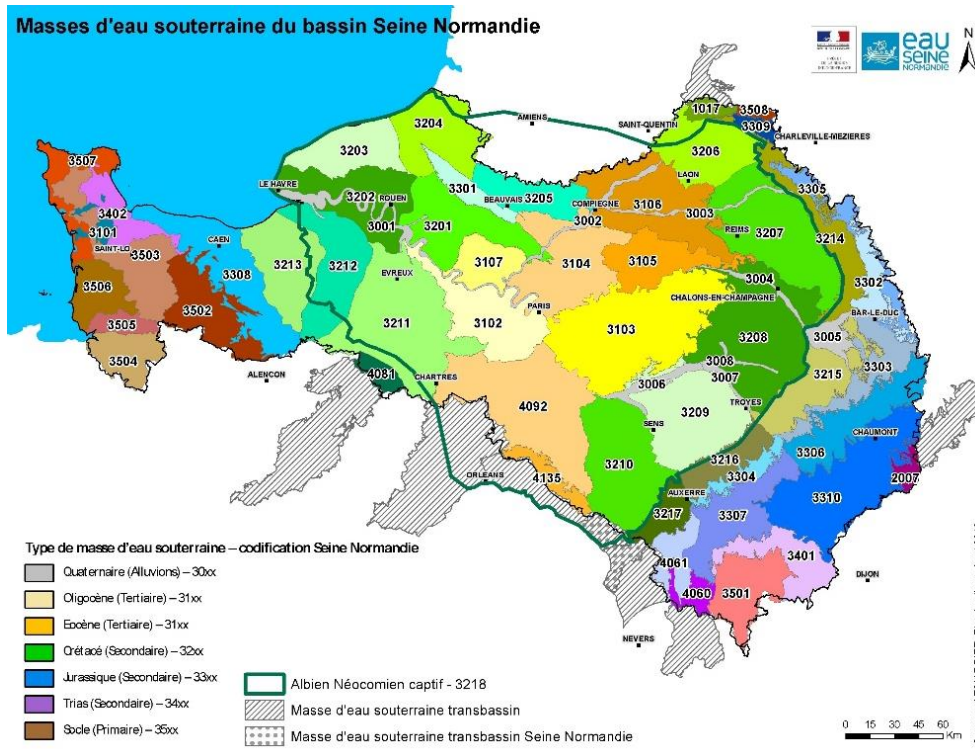 Masses d'eau souterraine du bassin Seine Normandie
eau
SEINE
NORMANDIE
N
1017
3508
3309
AMIENS
SAINT-QUENTIN
CHARLEVILLE-MEZIERES
3204
3206
3203
3507
LE HAVRE
3202
ROUEN
3301
BEAUVAIS
3205
COMPIEGNE
3002
3106
LAON
3003
3305
3402
3101
SAINT-LO
3503
CAEN
3001
3201
REIMS
3207
3214
3308
3213
3212
EVREUX
3107
3104
3105
3004
CHALONS-EN-CHAMPAGNE
3302
BAR-LE-DUC
3506
3502
3505
3504
ALENCON
3211
3102
PARIS
3103
3208
3005
3303
3215
4081
CHARTRES
4092
3006
3008
3007
TROYES
3209
SENS
3216
3304
CHAUMONT
3306
2007
3310
ORLEANS
4135
3210
AUXERRE
3217
3307
4061
4060
3501
3401
DIJON
NEVERS
Type de masse d'eau souterraine – codification Seine Normandie
Quaternaire (Alluvions) – 30xx
Oligocène (Tertiaire) – 31xx
Eocène (Tertiaire) – 31xx
Crétacé (Secondaire) – 32xx
Jurassique (Secondaire) – 33xx
Trias (Secondaire) – 34xx
Socle (Primaire) – 35xx
Albien Néocomien captif - 3218
Masse d'eau souterraine transbassin
Masse d'eau souterraine transbassin Seine Normandie
0 15 30 45 60
Km